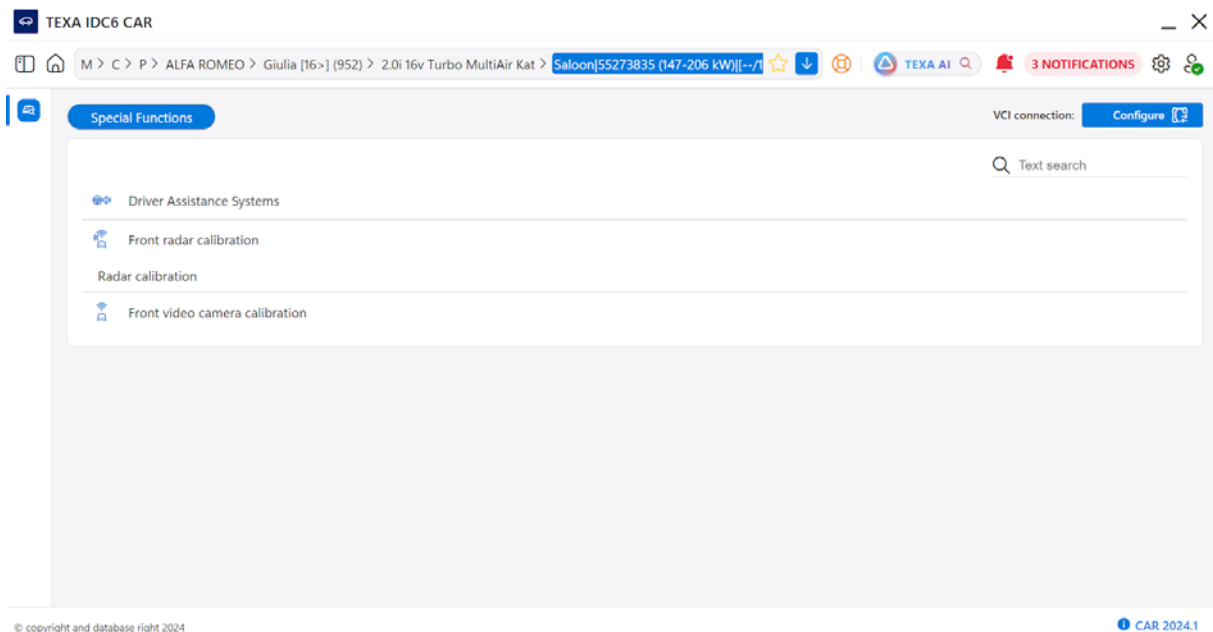 TEXA IDC6 CAR
M > C > P > ALFA ROMEO > Giulia [16>] (952) > 2.0i 16v Turbo MultiAir Kat > Saloon|55273835 (147-206 kW)|[--/1
TEXA AI
3 NOTIFICATIONS
Special Functions
VCI connection:
Configure
Text search
Driver Assistance Systems
Front radar calibration
Radar calibration
Front video camera calibration
© copyright and database right 2024
CAR 2024.1